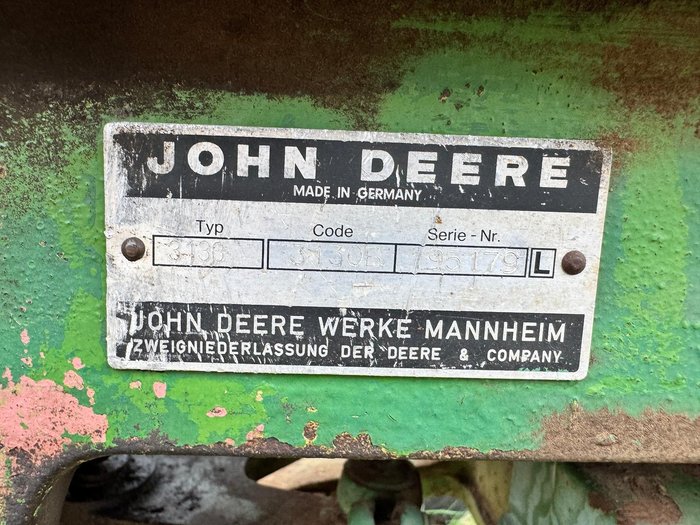 JOHN DEERE
MADE IN GERMANY
Typ Code Serie-Nr.
L
JOHN DEERE WERKE MANNHEIM
ZWEIGNIEDERLASSUNG DER DEERE & COMPANY